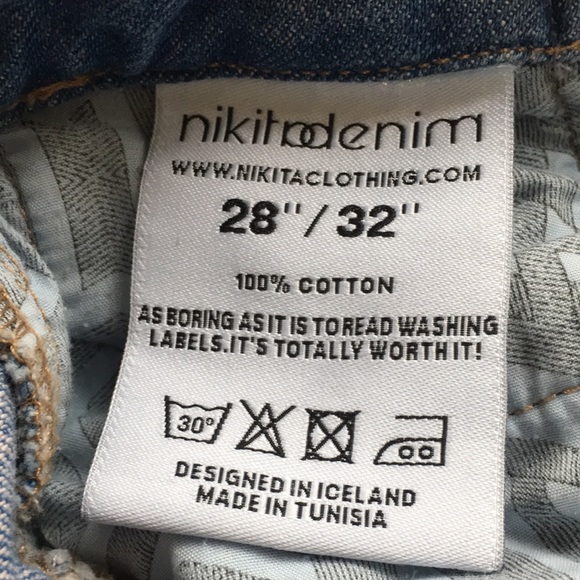 nikitadenim
WWW.NIKITACLOTHING.COM
28"/32"
100% COTTON
AS BORING AS IT IS TO READ WASHING
LABELS.IT'S TOTALLY WORTH IT!
30°
DESIGNED IN ICELAND
MADE IN TUNISIA